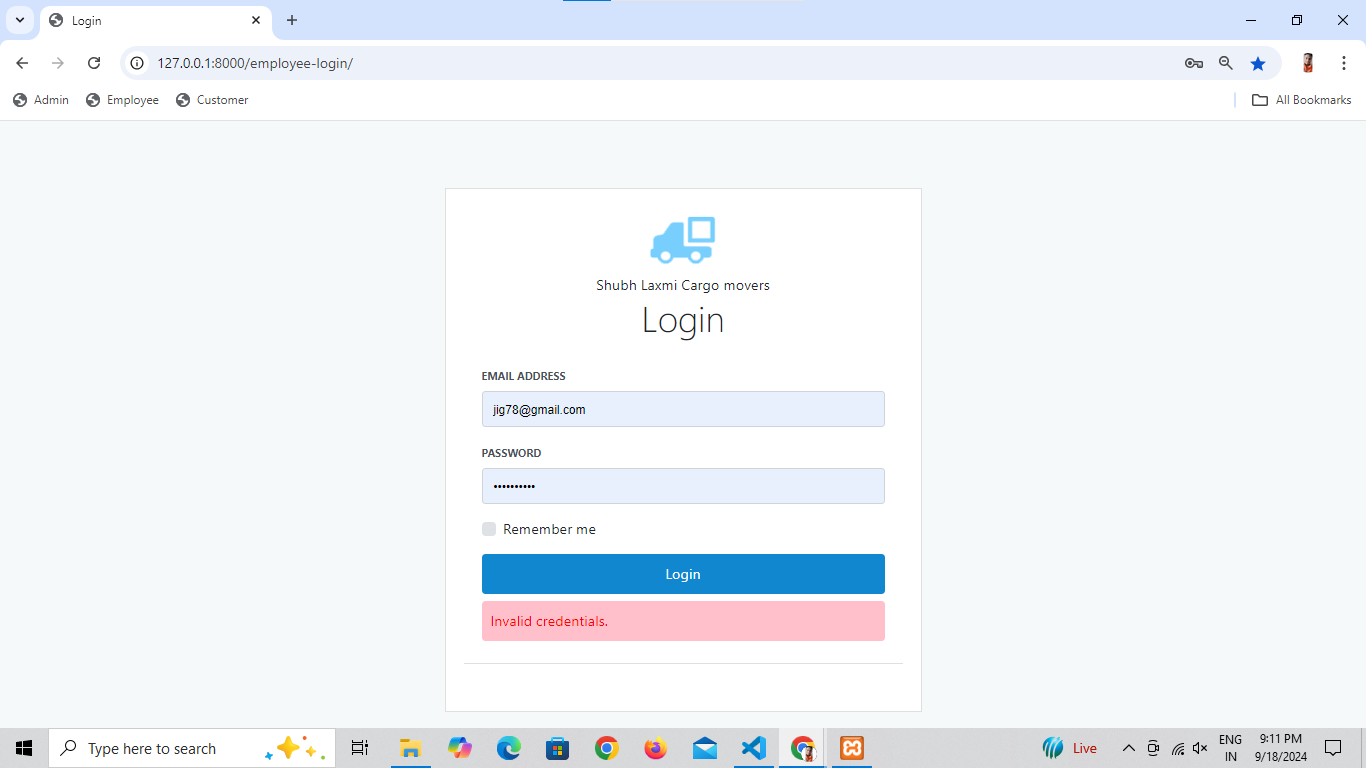 Login
127.0.0.1:8000/employee-login/
Admin
Employee
Customer
All Bookmarks
Shubh Laxmi Cargo movers
Login
EMAIL ADDRESS
jig78@gmail.com
PASSWORD
••••••••••
Remember me
Login
Invalid credentials.
Type here to search
Live
ENG
IN
9:11 PM
9/18/2024